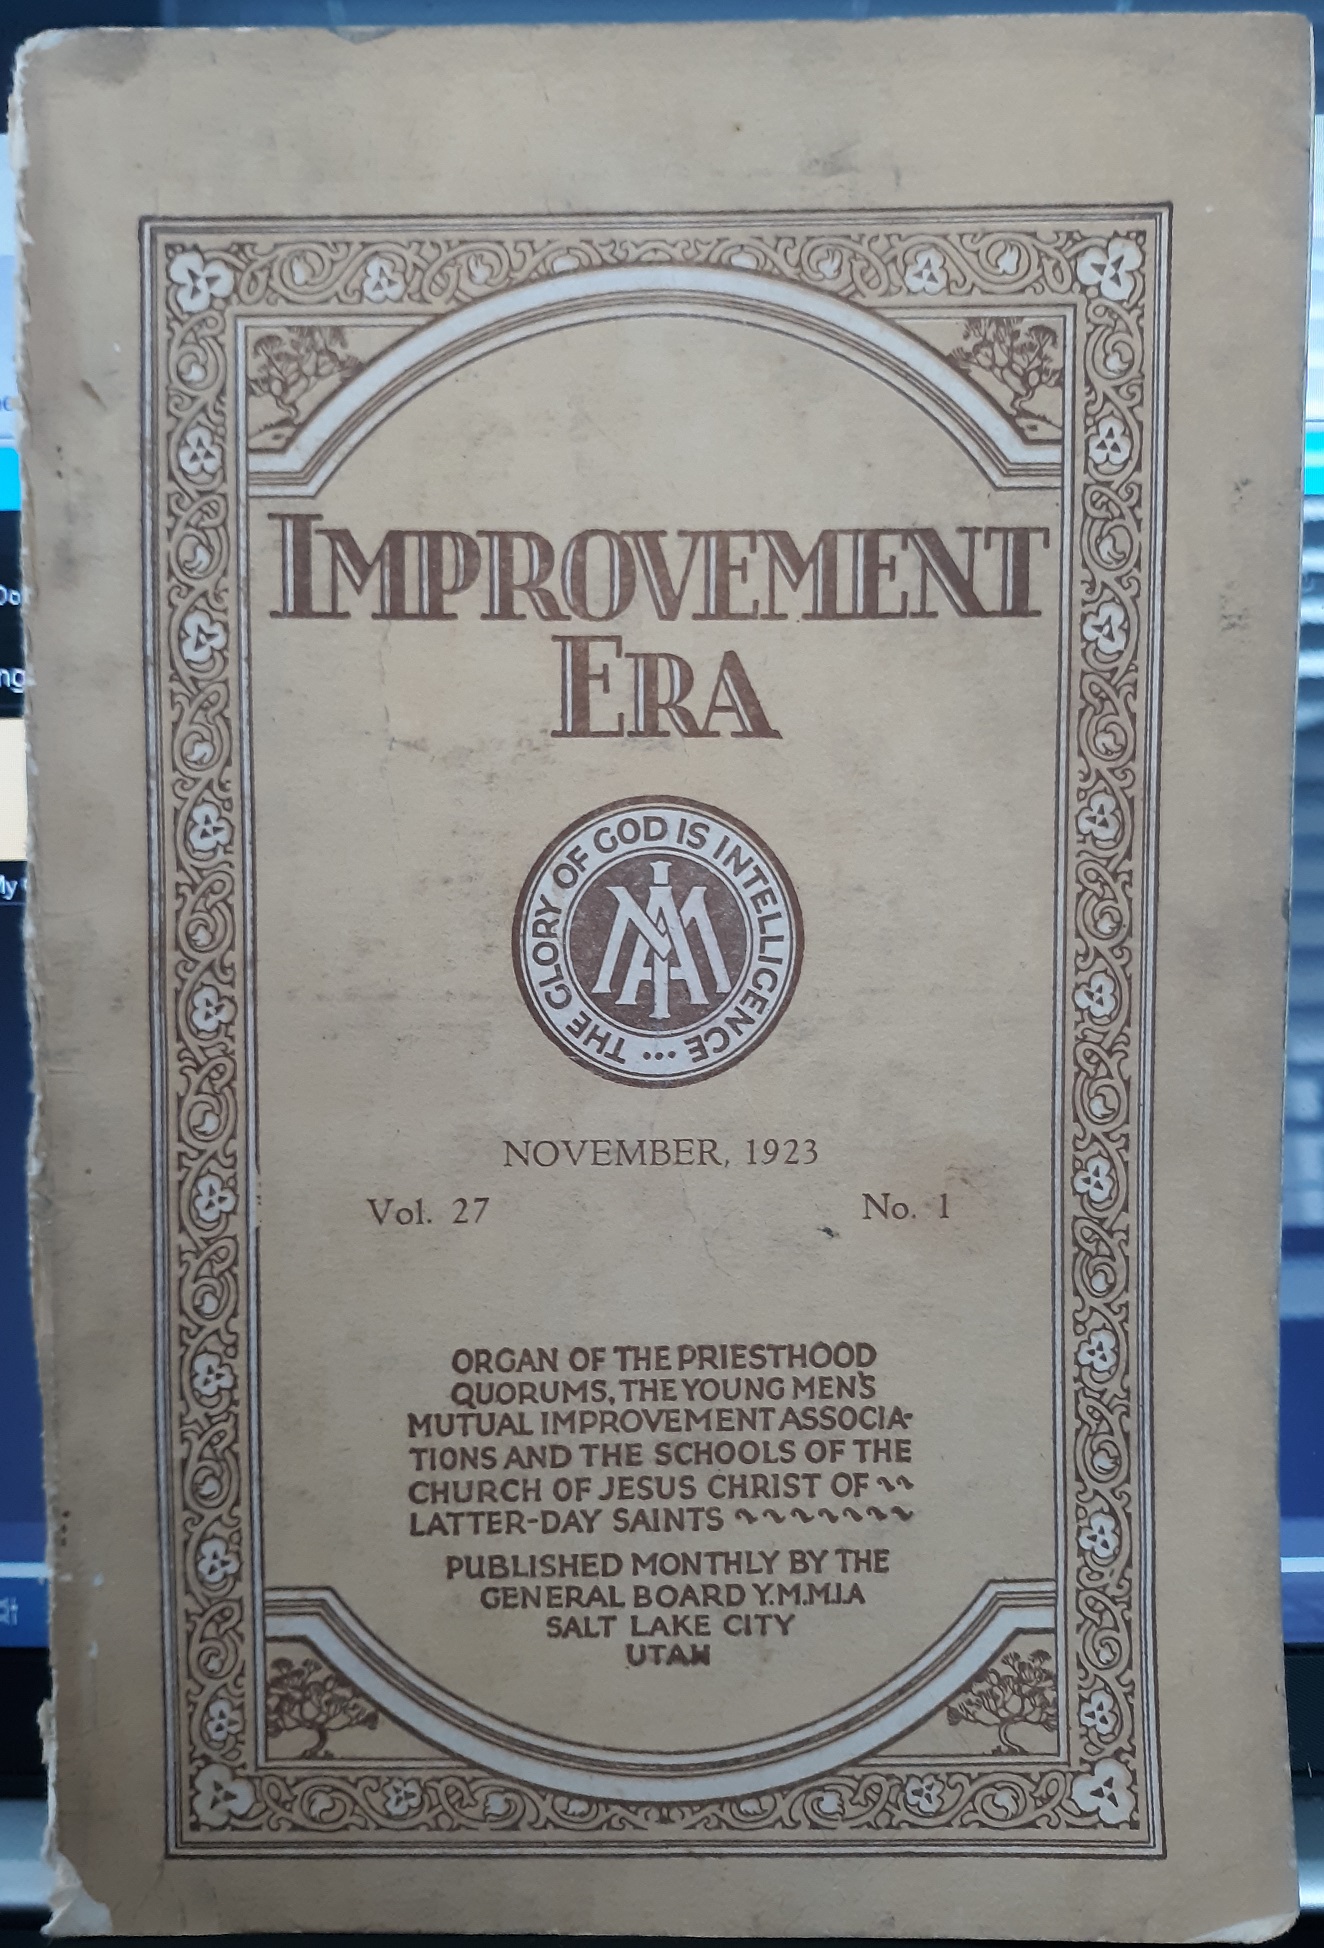 IMPROVEMENT
ERA
THE GLORY OF GOD IS INTELLIGENCE ...
MIA
NOVEMBER, 1923
Vol. 27 No. 1
ORGAN OF THE PRIESTHOOD
QUORUMS, THE YOUNG MEN'S
MUTUAL IMPROVEMENT ASSOCIA-
TIONS AND THE SCHOOLS OF THE
CHURCH OF JESUS CHRIST OF
LATTER-DAY SAINTS
PUBLISHED MONTHLY BY THE
GENERAL BOARD Y.M.M.I.A
SALT LAKE CITY
UTAH